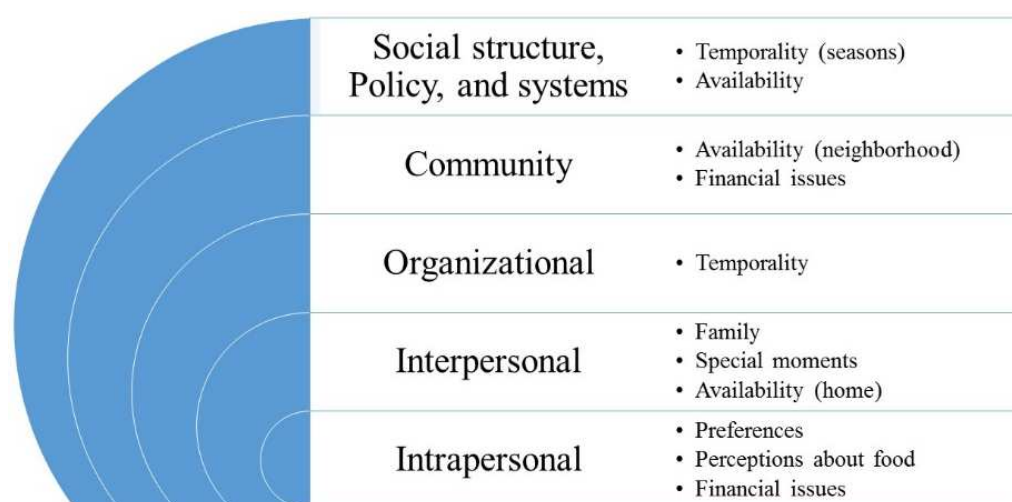 Social structure,
Policy, and systems
• Temporality (seasons)
• Availability
Community
• Availability (neighborhood)
• Financial issues
Organizational
• Temporality
Interpersonal
• Family
• Special moments
• Availability (home)
Intrapersonal
• Preferences
• Perceptions about food
• Financial issues